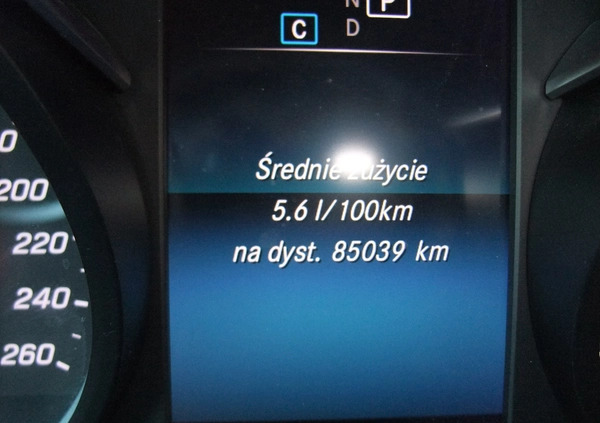 N P
C D
Średnie zużycie
5.6 l/100km
na dyst. 85039 km
200
220
240
260